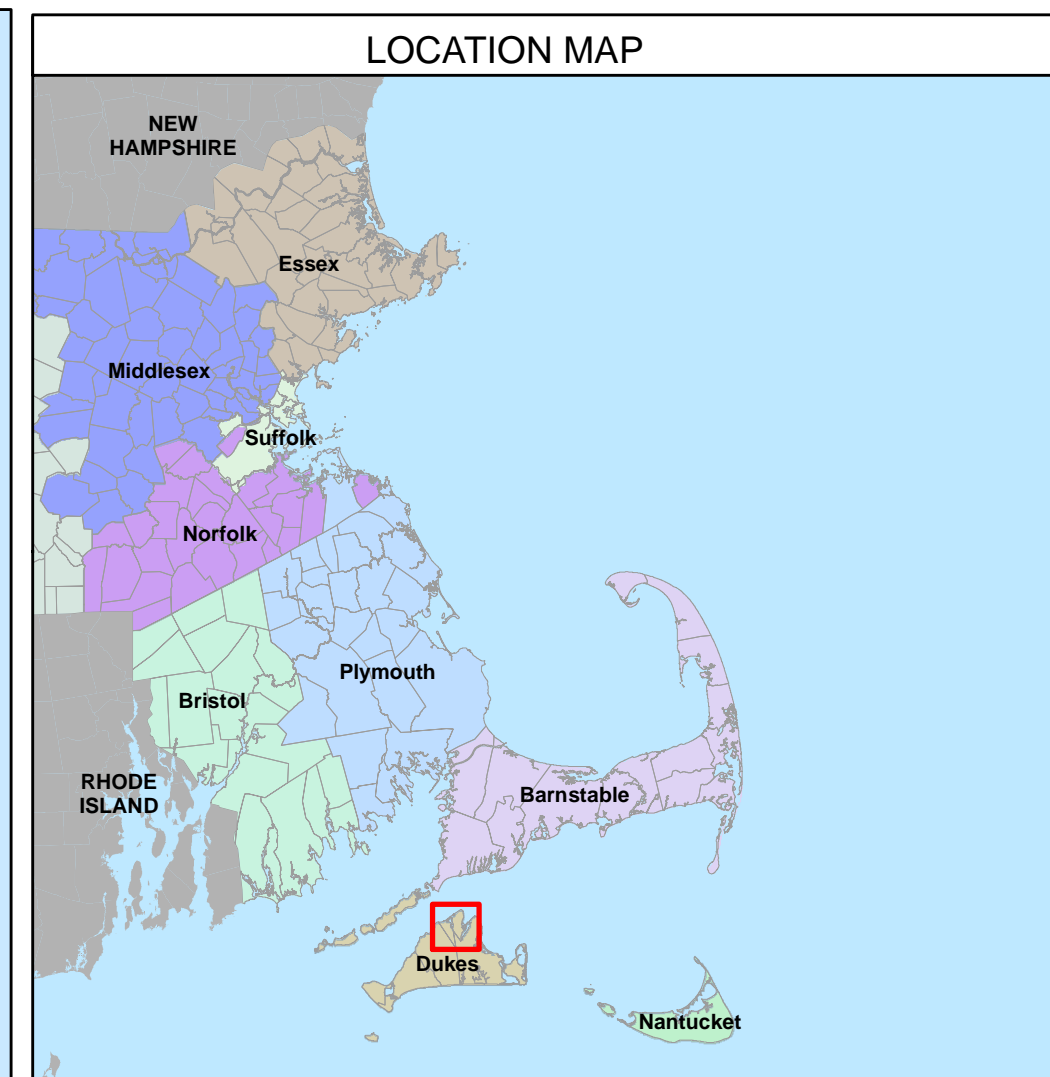 LOCATION MAP
NEW
HAMPSHIRE
Essex
Middlesex
Suffolk
Norfolk
Plymouth
Bristol
RHODE
ISLAND
Barnstable
Dukes
Nantucket